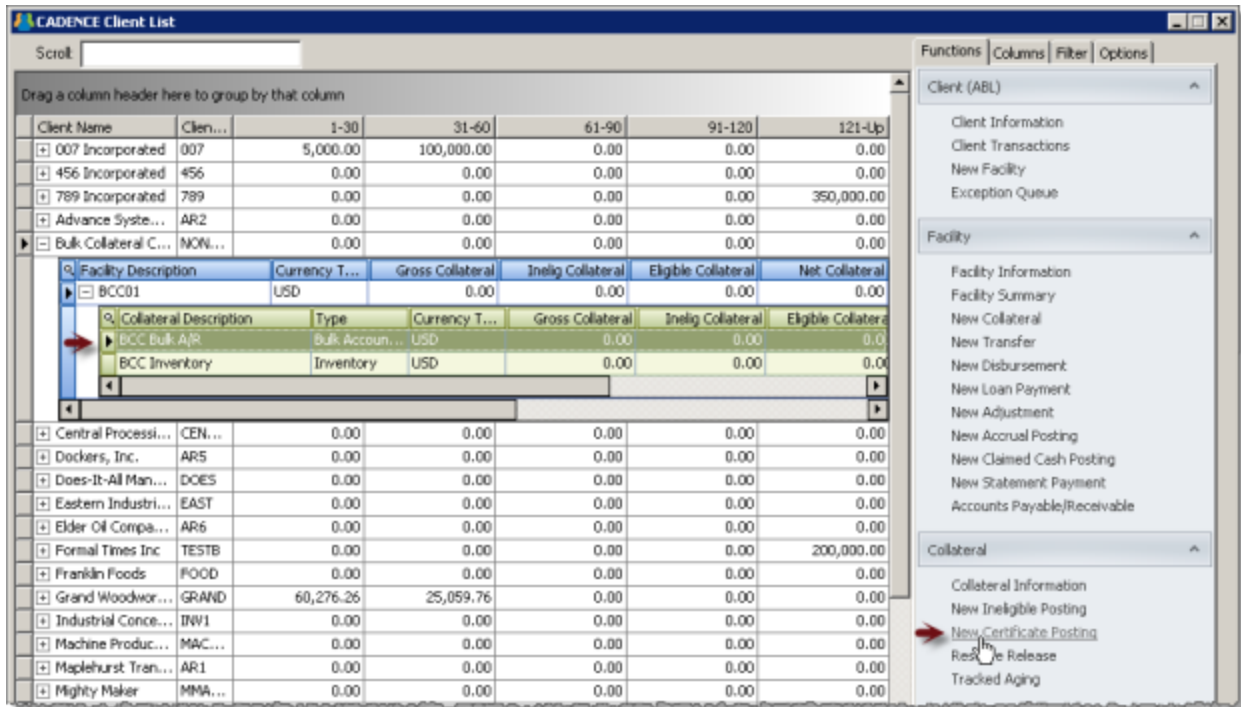 CADENCE Client List
Scroll:
Functions Columns Filter Options
Drag a column header here to group by that column
Client Name Clien... 1-30 31-60 61-90 91-120 121-Up
007 Incorporated 007 5,000.00 100,000.00 0.00 0.00 0.00
456 Incorporated 456 0.00 0.00 0.00 0.00 0.00
789 Incorporated 789 0.00 0.00 0.00 0.00 350,000.00
Advance Syste... AR2 0.00 0.00 0.00 0.00 0.00
Bulk Collateral C... NON... 0.00 0.00 0.00 0.00 0.00
Facility Description Currency T... Gross Collateral Inelig Collateral Eligible Collateral Net Collateral
BCC01 USD 0.00 0.00 0.00 0.00
Collateral Description Type Currency T... Gross Collateral Inelig Collateral Eligible Collatera
BCC Bulk A/R Bulk Accoun... USD 0.00 0.00 0.0
BCC Inventory Inventory USD 0.00 0.00 0.00
Central Processi... CEN... 0.00 0.00 0.00 0.00 0.00
Dockers, Inc. AR5 0.00 0.00 0.00 0.00 0.00
Does-It-All Man... DOES 0.00 0.00 0.00 0.00 0.00
Eastern Industri... EAST 0.00 0.00 0.00 0.00 0.00
Elder Oil Compa... AR6 0.00 0.00 0.00 0.00 0.00
Formal Times Inc TESTB 0.00 0.00 0.00 0.00 200,000.00
Franklin Foods FOOD 0.00 0.00 0.00 0.00 0.00
Grand Woodwor... GRAND 60,276.26 25,059.76 0.00 0.00 0.00
Industrial Conce... INV1 0.00 0.00 0.00 0.00 0.00
Machine Produc... MAC... 0.00 0.00 0.00 0.00 0.00
Maplehurst Tran... AR1 0.00 0.00 0.00 0.00 0.00
Mighty Maker MMA... 0.00 0.00 0.00 0.00 0.00
Client (ABL)
Client Information
Client Transactions
New Facility
Exception Queue
Facility
Facility Information
Facility Summary
New Collateral
New Transfer
New Disbursement
New Loan Payment
New Adjustment
New Accrual Posting
New Claimed Cash Posting
New Statement Payment
Accounts Payable/Receivable
Collateral
Collateral Information
New Ineligible Posting
New Certificate Posting
Release
Tracked Aging